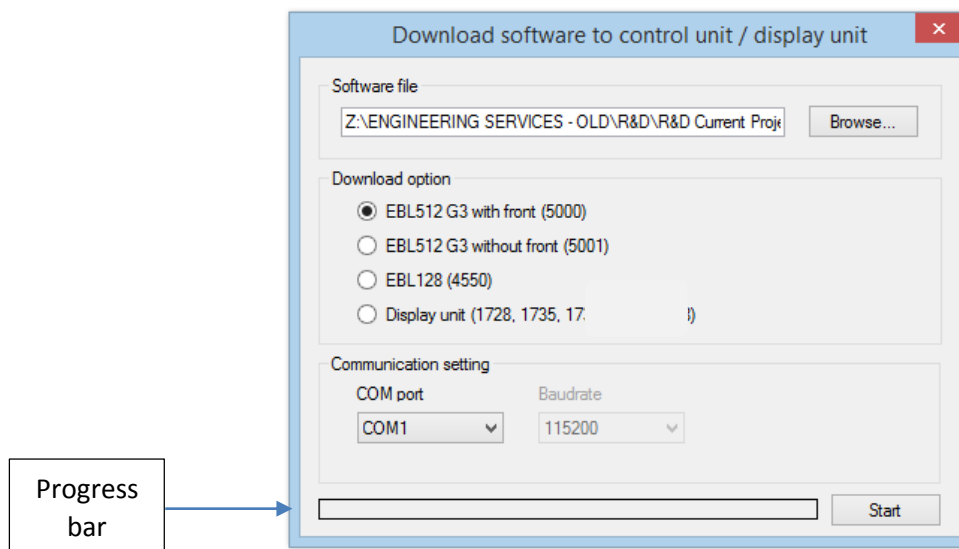 Download software to control unit / display unit
Software file
Z:\ENGINEERING SERVICES - OLD\R&D\R&D Current Proje
Browse...
Download option
EBL512 G3 with front (5000)
EBL512 G3 without front (5001)
EBL128 (4550)
Display unit (1728, 1735,
Communication setting
COM port
Baudrate
COM1
115200
Progress
bar
Start